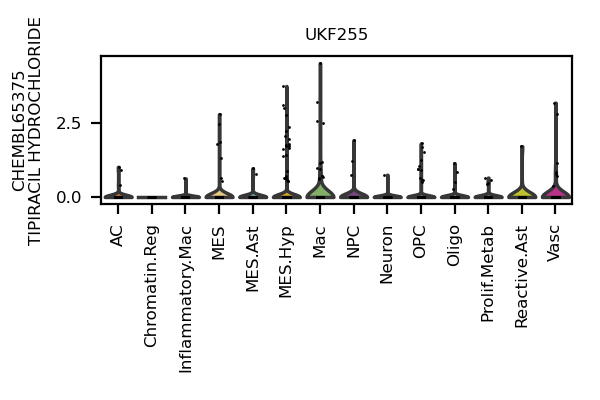 UKF255
CHEMBL65375
TIPIRACIL HYDROCHLORIDE
2.5
0.0
AC
Chromatin.Reg
Inflammatory.Mac
MES
MES.Ast
MES.Hyp
Mac
NPC
Neuron
OPC
Oligo
Prolif.Metab
Reactive.Ast
Vasc